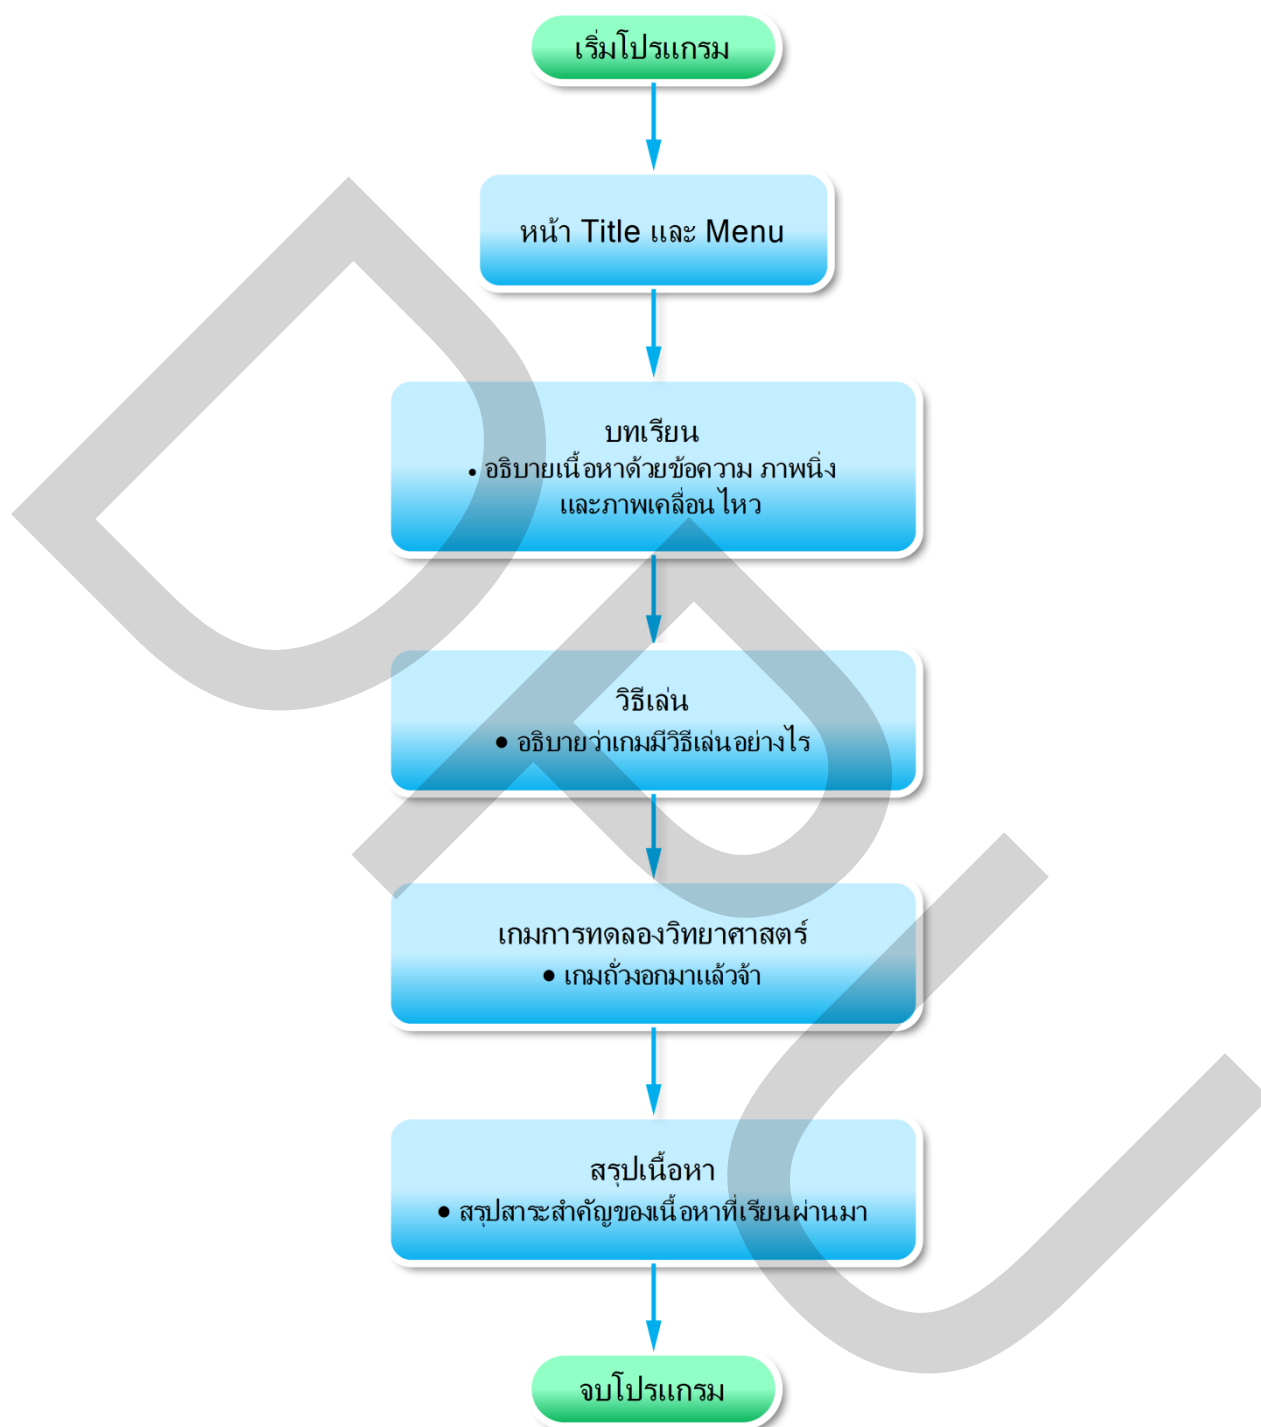 เริ่มโปรแกรม
หน้า Title และ Menu
บทเรียน
• อธิบายเนื้อหาด้วยข้อความ ภาพนิ่ง
และภาพเคลื่อนไหว
วิธีเล่น
● อธิบายว่าเกมมีวิธีเล่นอย่างไร
เกมการทดลองวิทยาศาสตร์
● เกมถั่วงอกมาแล้วจ้า
สรุปเนื้อหา
● สรุปสาระสำคัญของเนื้อหาที่เรียนผ่านมา
จบโปรแกรม
DPU